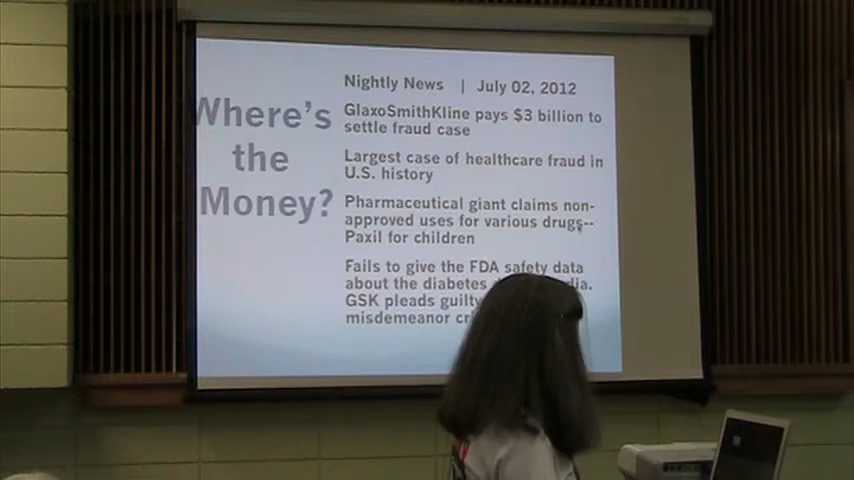 Where's
the
Money?
Nightly News | July 02, 2012
GlaxoSmithKline pays $3 billion to
settle fraud case
Largest case of healthcare fraud in
U.S. history
Pharmaceutical giant claims non-
approved uses for various drugs--
Paxil for children
Fails to give the FDA safety data
about the diabetes
GSK pleads guilty
misdemeanor